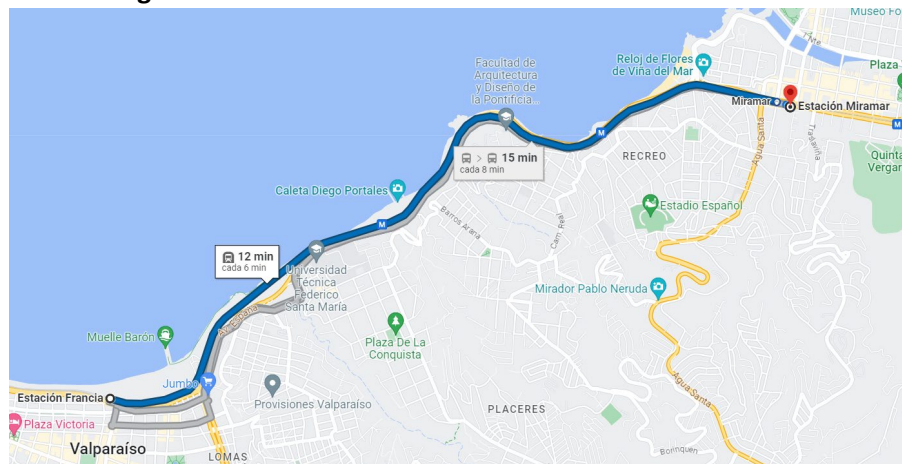 Museo Fo
Plaza
Reloj de Flores
de Viña del Mar
Facultad de
Arquitectura
y Diseño de
la Pontificia...
Miramar
Estación Miramar
M
M
15 min
cada 8 min
RECREO
Agua Santa
Quinta
Vergar
Caleta Diego Portales
M
Barros Arana
Cam. Real
Estadio Español
12 min
cada 6 min
Universidad
Técnica
Federico
Santa María
Mirador Pablo Neruda
Av. España
Muelle Barón
Plaza De La
Conquista
Jumbo
Agua Santa
Estación Francia
Provisiones Valparaíso
PLACERES
Plaza Victoria
Valparaíso
LOMAS
Borinquen